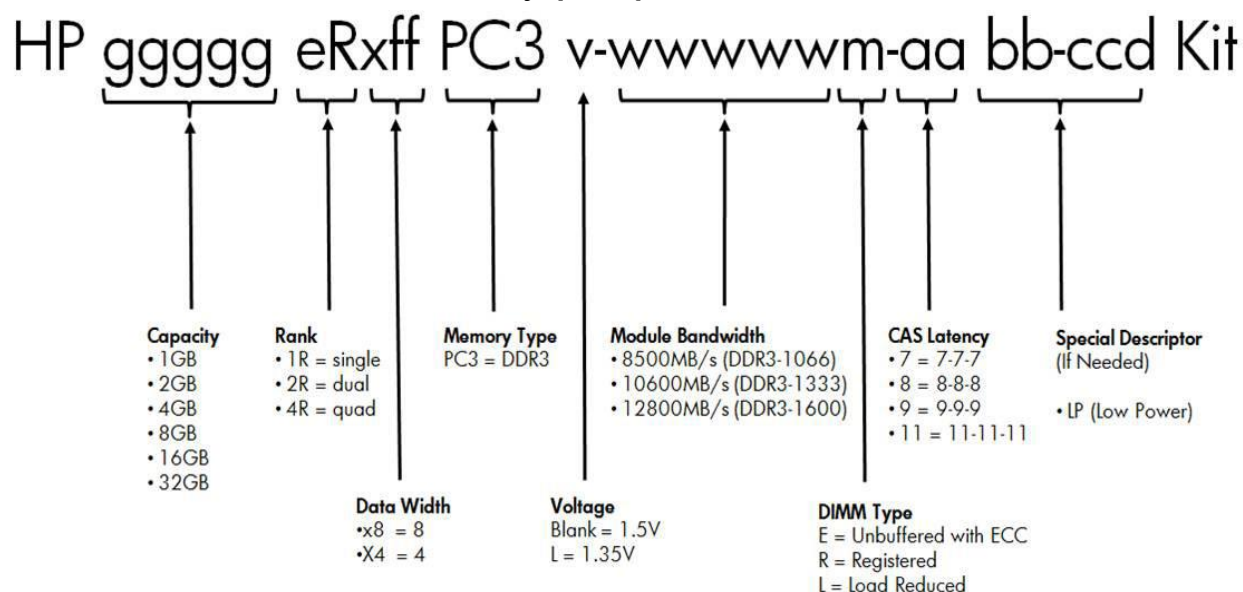 HP ggggg eRxff PC3 v-wwwwwm-aa bb-ccd Kit
Capacity
• 1GB
• 2GB
• 4GB
• 8GB
• 16GB
• 32GB
Rank
• 1R = single
• 2R = dual
• 4R = quad
Memory Type
PC3 = DDR3
Module Bandwidth
• 8500MB/s (DDR3-1066)
• 10600MB/s (DDR3-1333)
• 12800MB/s (DDR3-1600)
CAS Latency
• 7 = 7-7-7
• 8 = 8-8-8
• 9 = 9-9-9
• 11 = 11-11-11
Special Descriptor
(If Needed)
• LP (Low Power)
Data Width
•x8 = 8
•X4 = 4
Voltage
Blank = 1.5V
L = 1.35V
DIMM Type
E = Unbuffered with ECC
R = Registered
L = Load Reduced